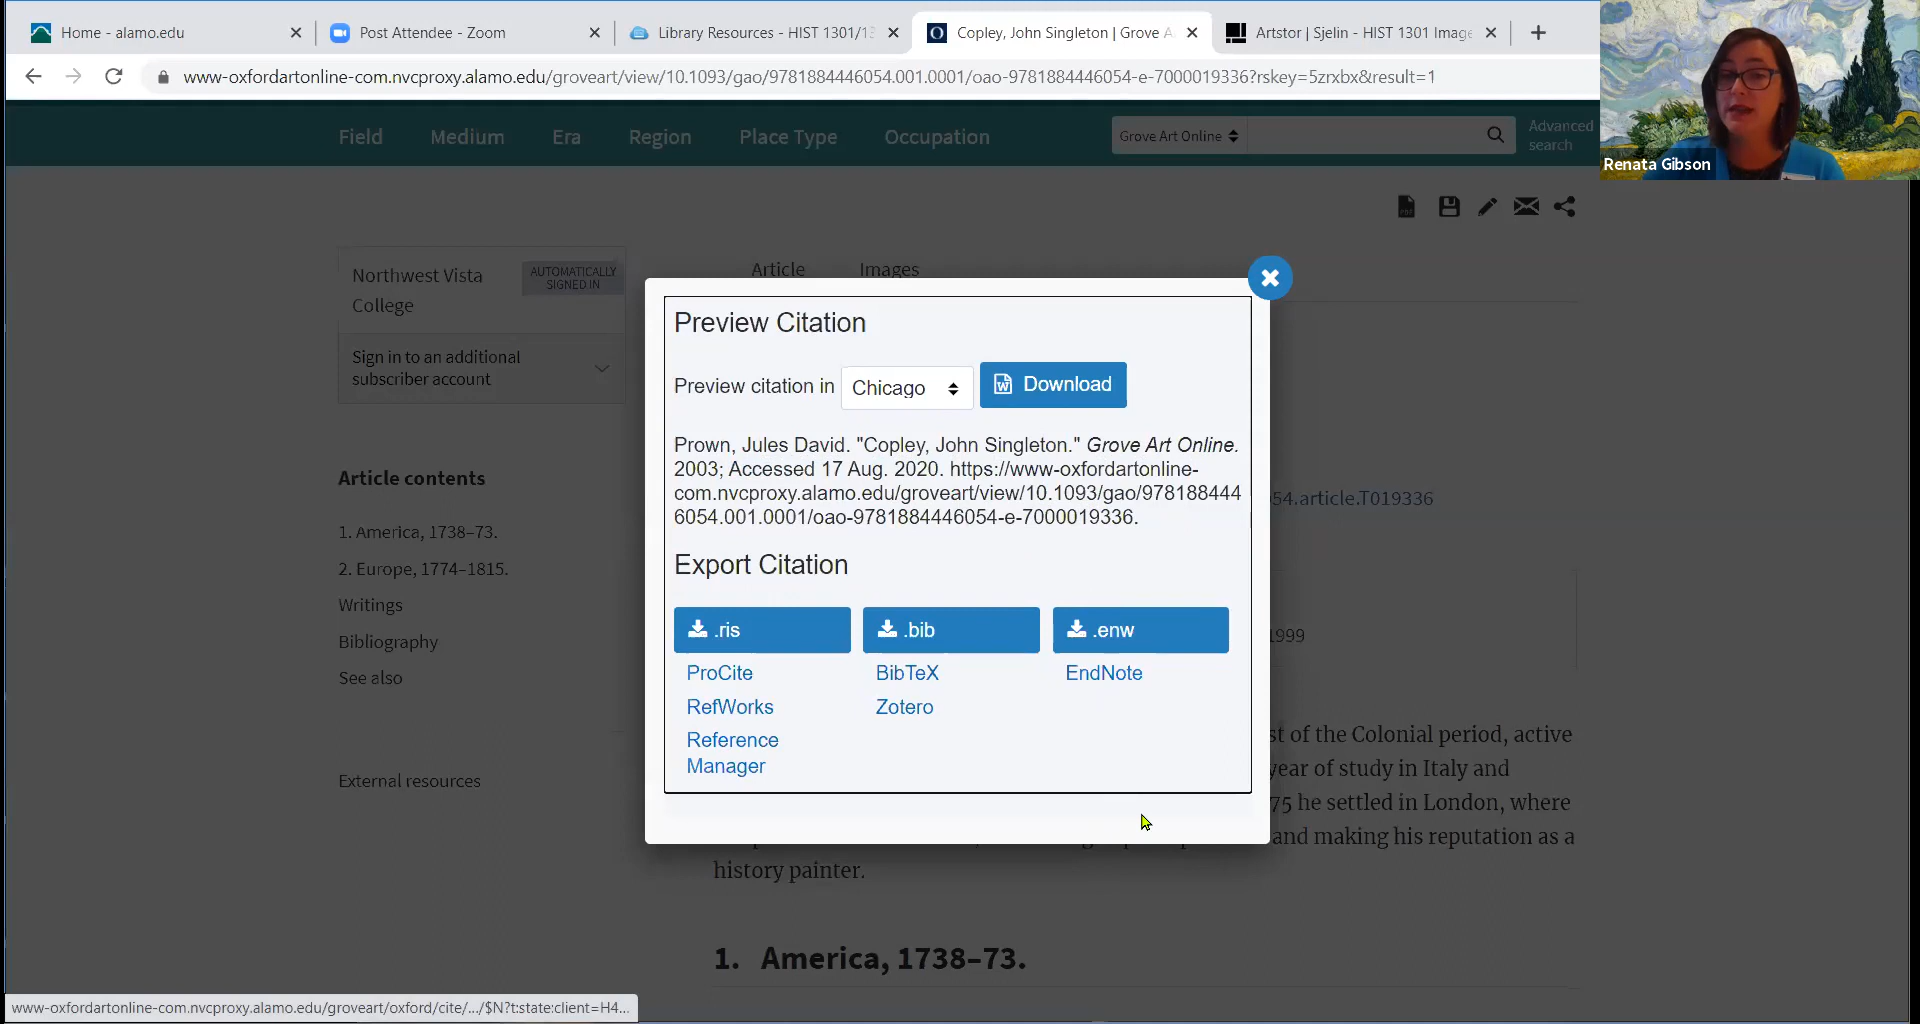 Home - alamo.edu
Post Attendee - Zoom
Library Resources - HIST 1301/13
Copley, John Singleton | Grove A
Artstor | Sjelin - HIST 1301 Image
www-oxfordartonline-com.nvcproxy.alamo.edu/groveart/view/10.1093/gao/9781884446054.001.0001/oao-9781884446054-e-7000019336?rskey=5zrxbx&result=1
Renata Gibson
Field Medium Era Region Place Type Occupation
Grove Art Online
Advanced
search
Northwest Vista
College
AUTOMATICALLY
SIGNED IN
Sign in to an additional
subscriber account
Article contents
1. America, 1738–73.
2. Europe, 1774–1815.
Writings
Bibliography
See also
External resources
Article Images
Preview Citation
Preview citation in Chicago Download
Prown, Jules David. "Copley, John Singleton." Grove Art Online.
2003; Accessed 17 Aug. 2020. https://www-oxfordartonline-
com.nvcproxy.alamo.edu/groveart/view/10.1093/gao/978188444
6054.001.0001/oao-9781884446054-e-7000019336.
Export Citation
.ris .bib .enw
ProCite BibTeX EndNote
RefWorks Zotero
Reference
Manager
54.article.T019336
1999
st of the Colonial period, active
year of study in Italy and
75 he settled in London, where
and making his reputation as a
history painter.
1. America, 1738–73.
www-oxfordartonline-com.nvcproxy.alamo.edu/groveart/oxford/cite/.../$N?t:state:client=H4...